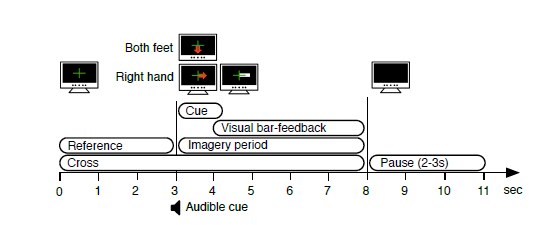 Both feet
Right hand
Cue
Visual bar-feedback
Reference
Imagery period
Cross
Pause (2-3s)
0 1 2 3 4 5 6 7 8 9 10 11 sec
Audible cue